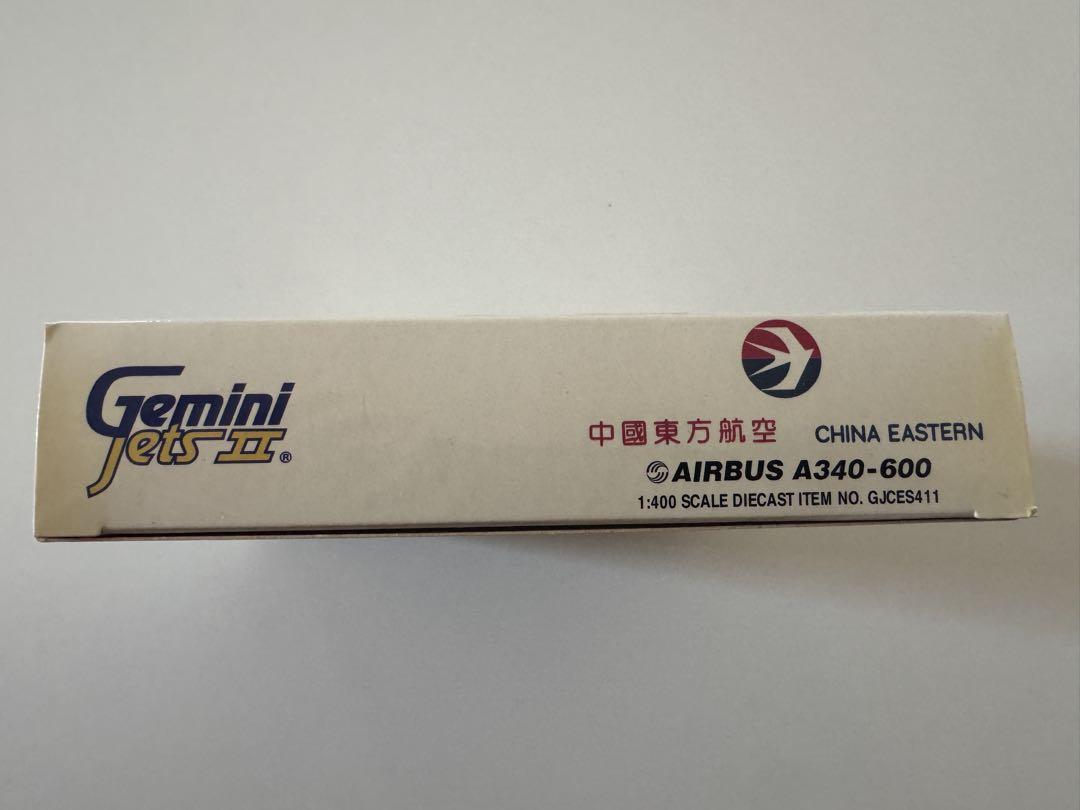 Gemini
Jets II®
中國東方航空 CHINA EASTERN
AIRBUS A340-600
1:400 SCALE DIECAST ITEM NO. GJCES411